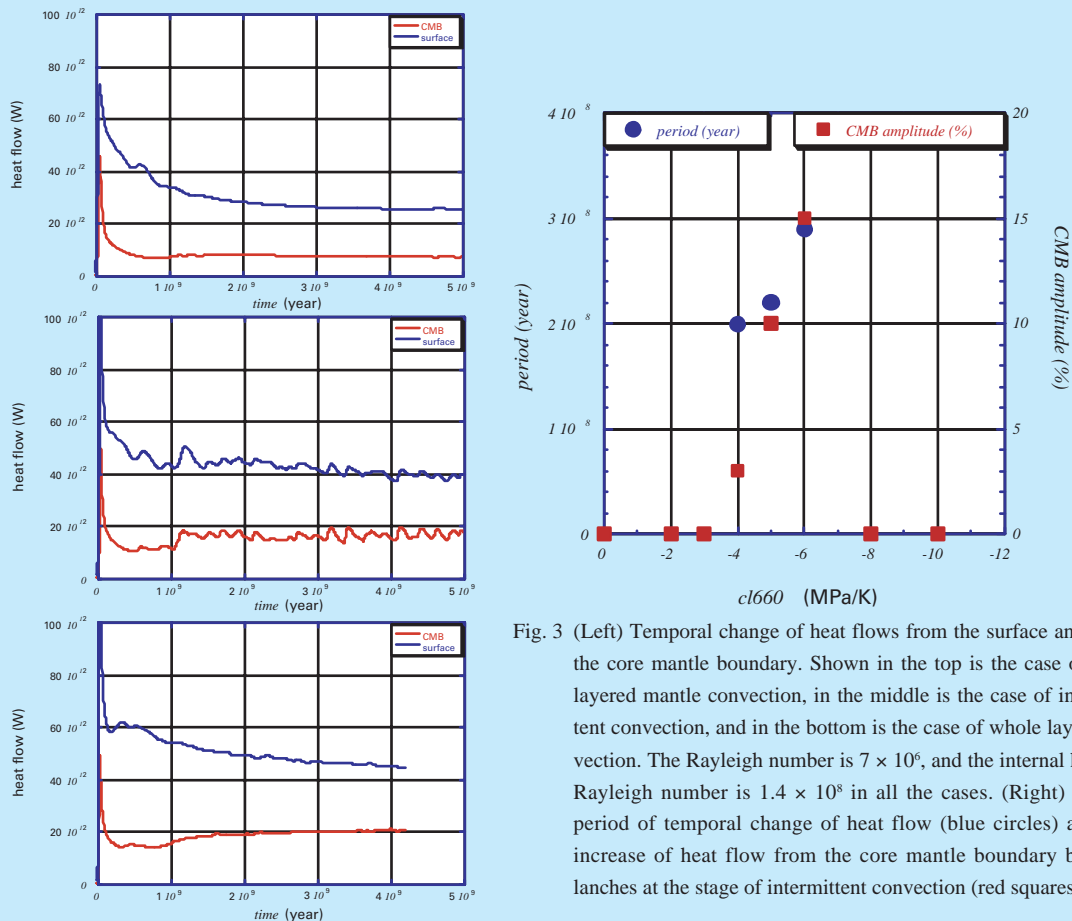 100 10 12
80 10 12
60 10 12
40 10 12
20 10 12
0
heat flow (W)
CMB
surface
0 1 10 9 2 10 9 3 10 9 4 10 9 5 10 9
time (year)
100 10 12
80 10 12
60 10 12
40 10 12
20 10 12
0
heat flow (W)
CMB
surface
0 1 10 9 2 10 9 3 10 9 4 10 9 5 10 9
time (year)
100 10 12
80 10 12
60 10 12
40 10 12
20 10 12
0
heat flow (W)
CMB
surface
0 1 10 9 2 10 9 3 10 9 4 10 9 5 10 9
time (year)
period (year) CMB amplitude (%)
4 10 8
3 10 8
2 10 8
1 10 8
0
period (year)
20
15
10
5
0
CMB amplitude (%)
0 -2 -4 -6 -8 -10 -12
cl660 (MPa/K)
Fig. 3 (Left) Temporal change of heat flows from the surface an
the core mantle boundary. Shown in the top is the case o
layered mantle convection, in the middle is the case of in
tent convection, and in the bottom is the case of whole lay
vection. The Rayleigh number is 7 × 10⁶, and the internal
Rayleigh number is 1.4 × 10⁸ in all the cases. (Right)
period of temporal change of heat flow (blue circles) a
increase of heat flow from the core mantle boundary b
lanches at the stage of intermittent convection (red squares